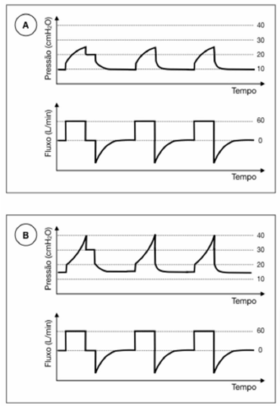 A
Pressão (cmH₂O)
40
30
20
10
Tempo
Fluxo (L/min)
60
0
Tempo
B
Pressão (cmH₂O)
40
30
20
10
Tempo
Fluxo (L/min)
60
0
Tempo